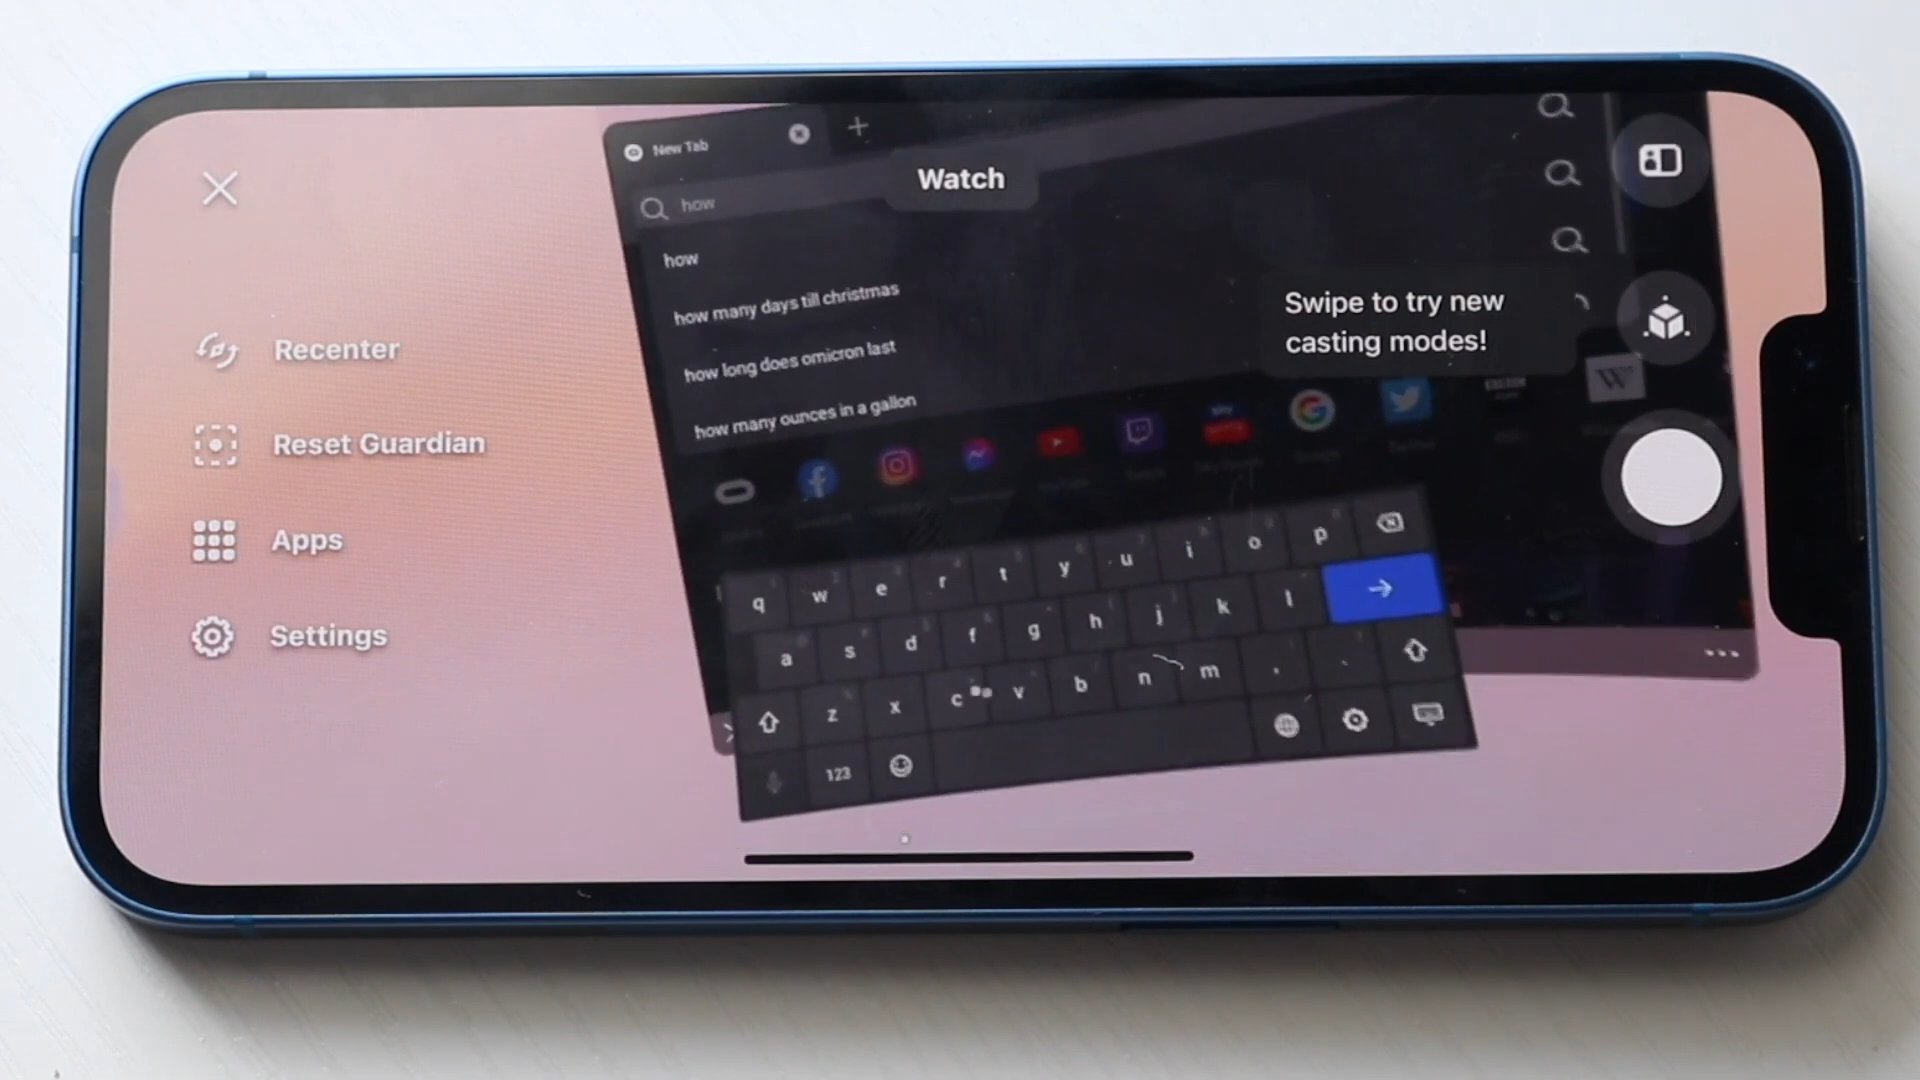 New Tab
Watch
how
how
how many days till christmas
how long does omicron last
how many ounces in a gallon
Swipe to try new
casting modes!
Recenter
Reset Guardian
Apps
Settings
sky
W
q w e r t y u i o p
a s d f g h j k l
z x c v b n m , .
123